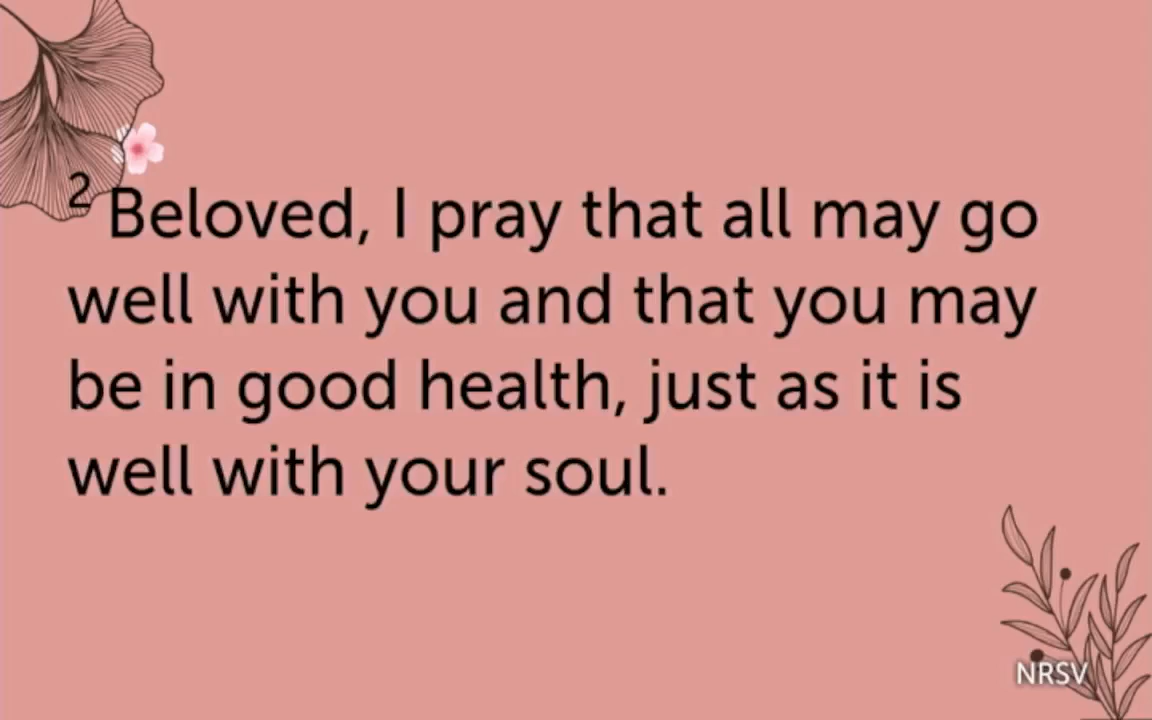 2 Beloved, I pray that all may go
well with you and that you may
be in good health, just as it is
well with your soul.
NRSV